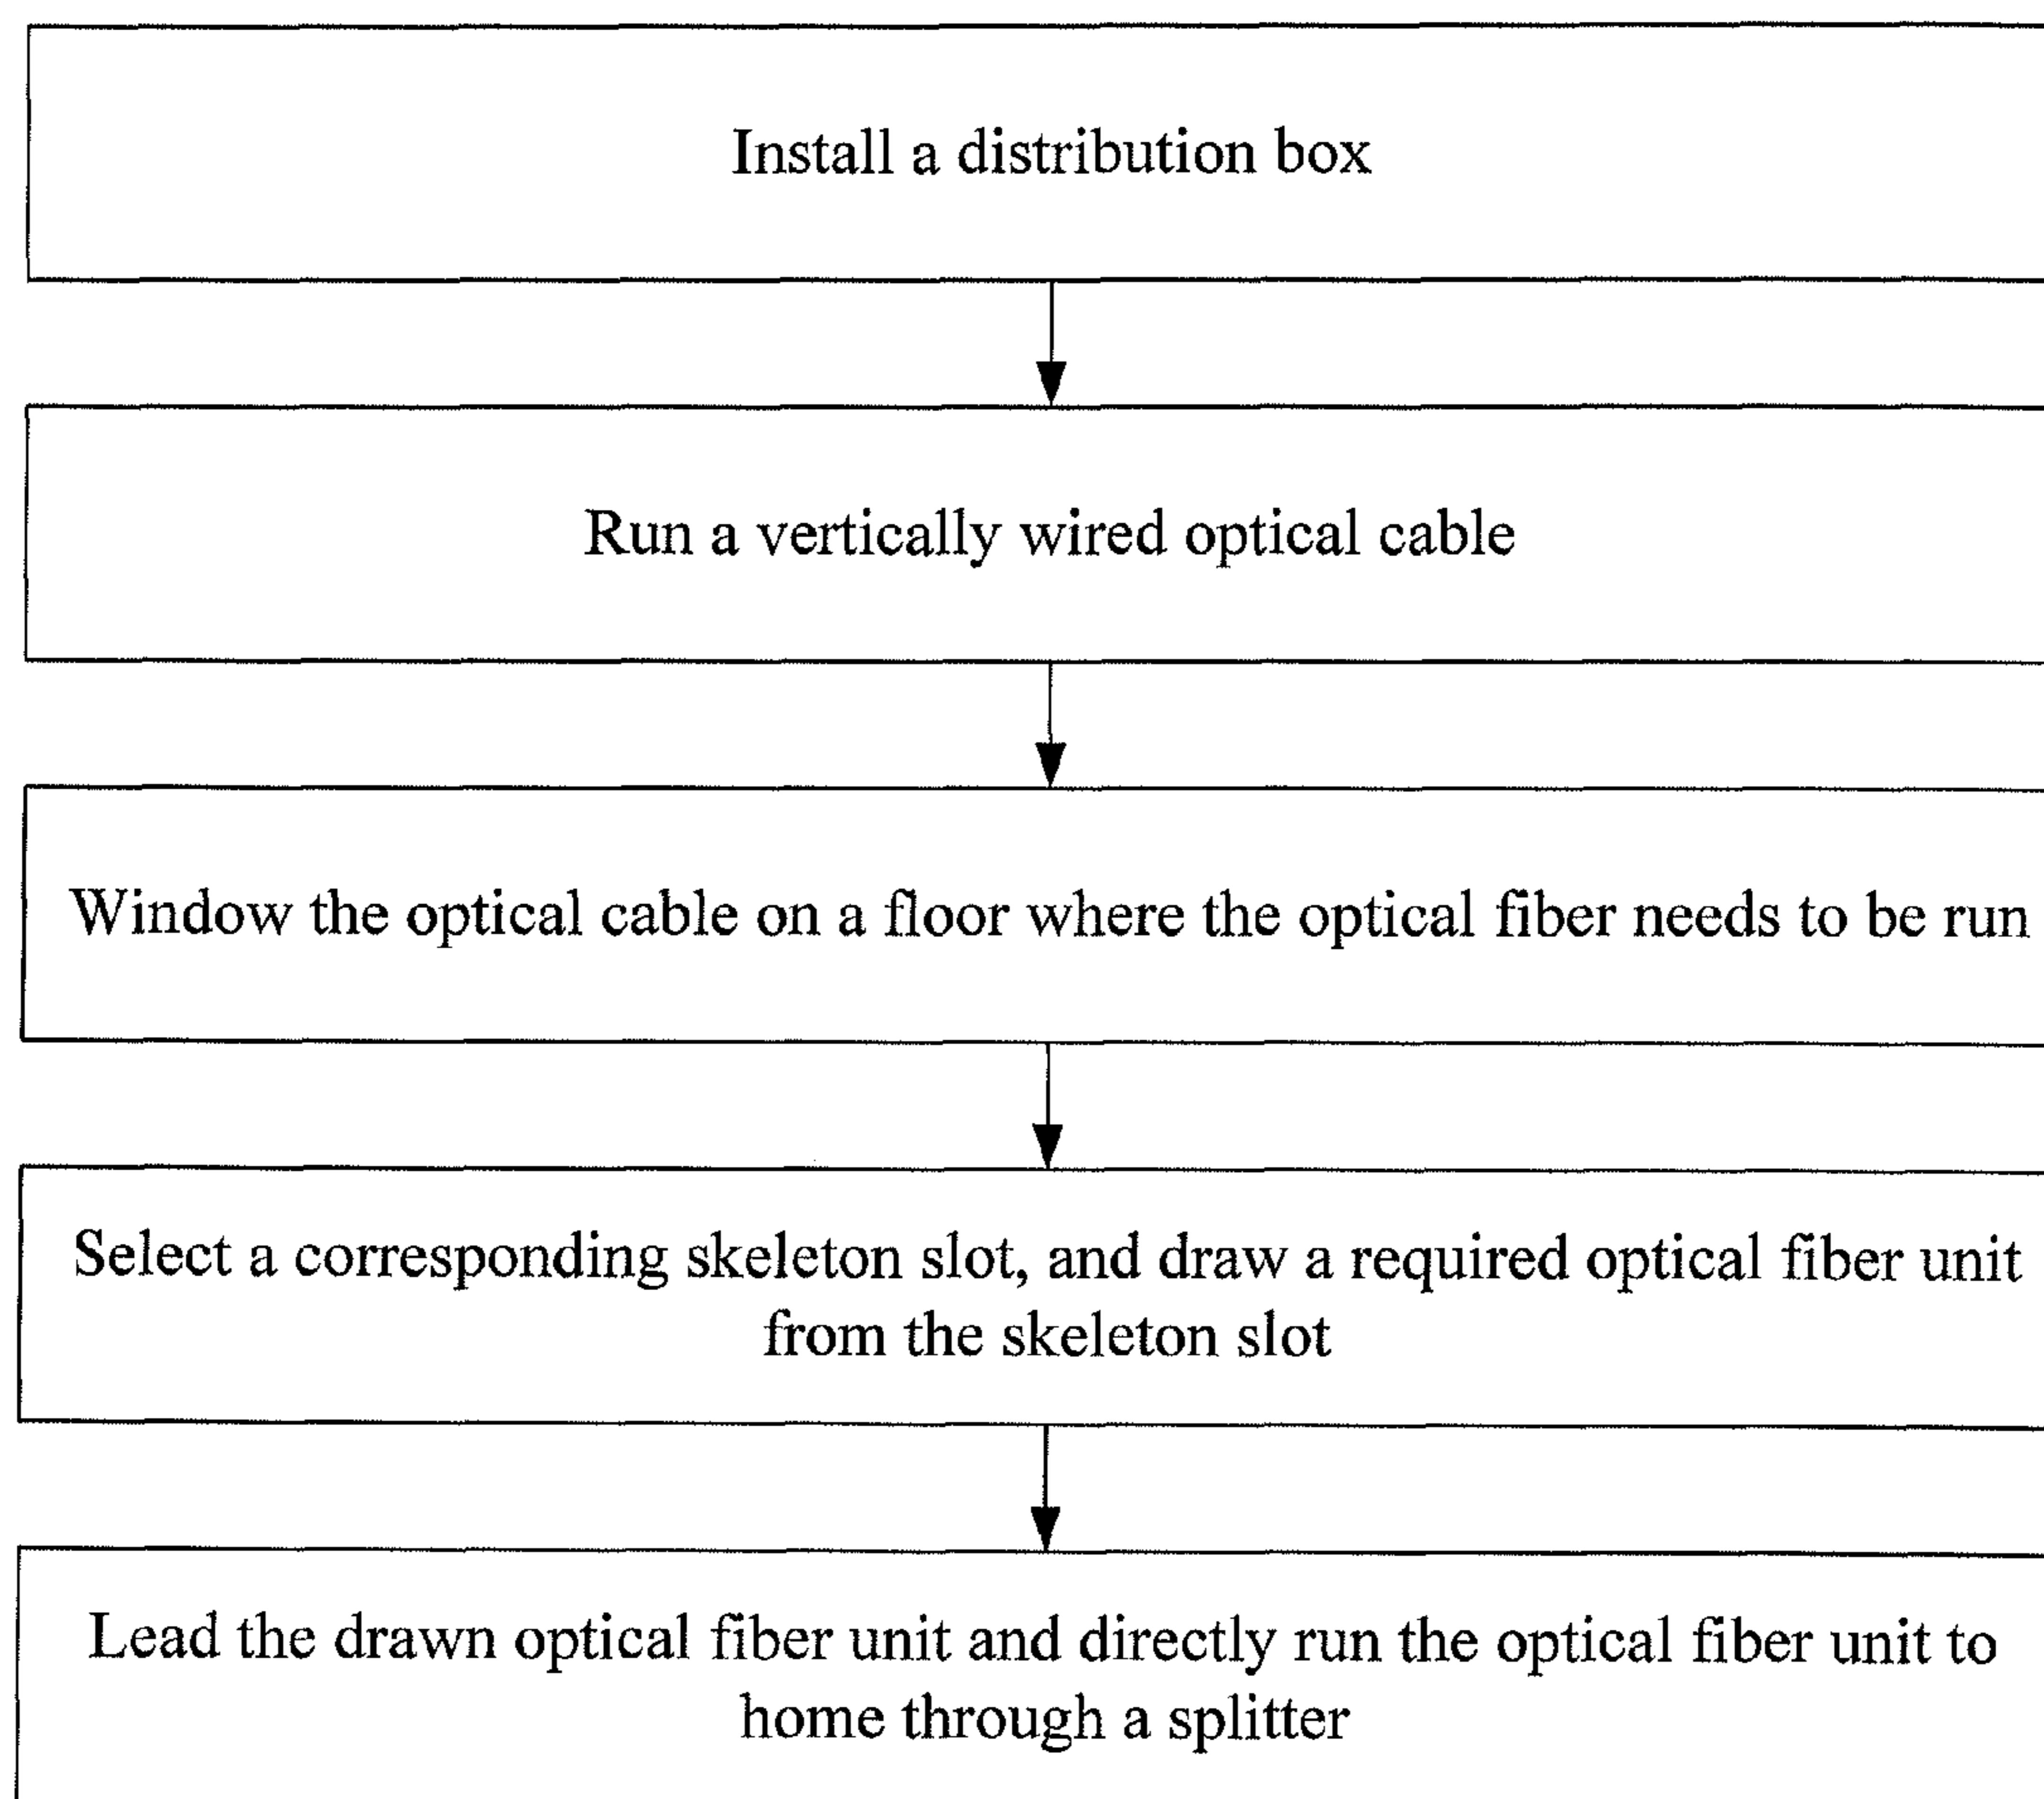 Install a distribution box
Run a vertically wired optical cable
Window the optical cable on a floor where the optical fiber needs to be run
Select a corresponding skeleton slot, and draw a required optical fiber unit
from the skeleton slot
Lead the drawn optical fiber unit and directly run the optical fiber unit to
home through a splitter